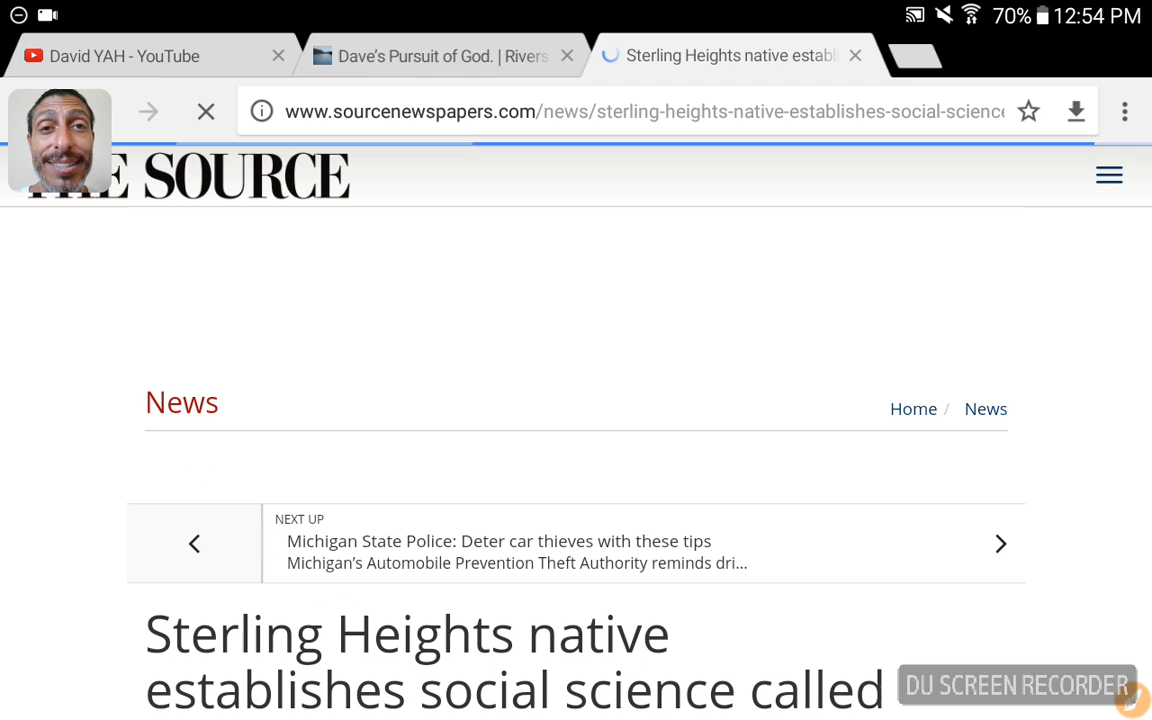 70% 12:54 PM
David YAH - YouTube
Dave's Pursuit of God. | Rivers
Sterling Heights native establ
www.sourcenewspapers.com/news/sterling-heights-native-establishes-social-science
THE SOURCE
News
Home / News
NEXT UP
Michigan State Police: Deter car thieves with these tips
Michigan's Automobile Prevention Theft Authority reminds dri...
Sterling Heights native
establishes social science called
DU SCREEN RECORDER